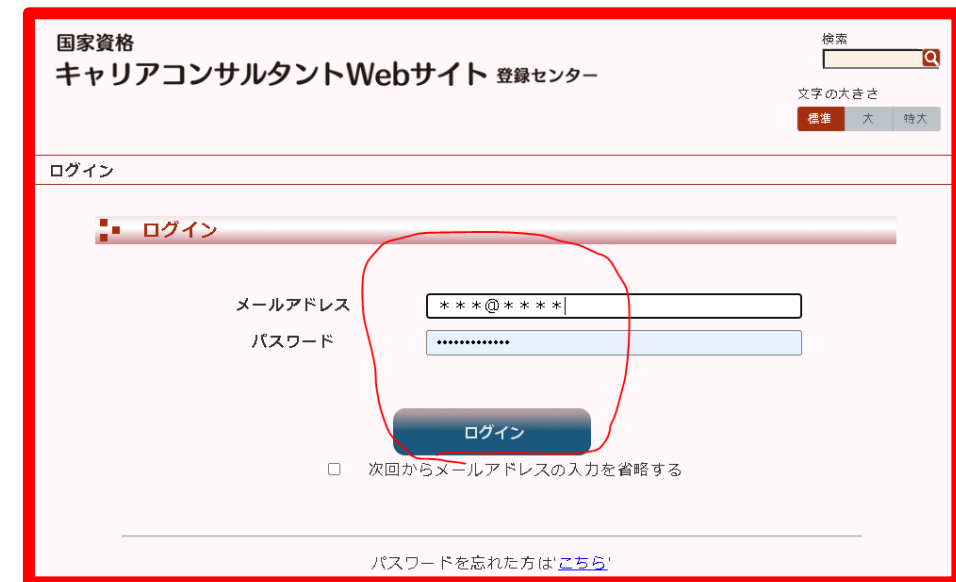 国家資格
キャリアコンサルタントWebサイト 登録センター
検索
文字の大きさ
標準 大 特大
ログイン
ログイン
メールアドレス ***@****
パスワード •••••••••••••
ログイン
次回からメールアドレスの入力を省略する
パスワードを忘れた方は'こちら'